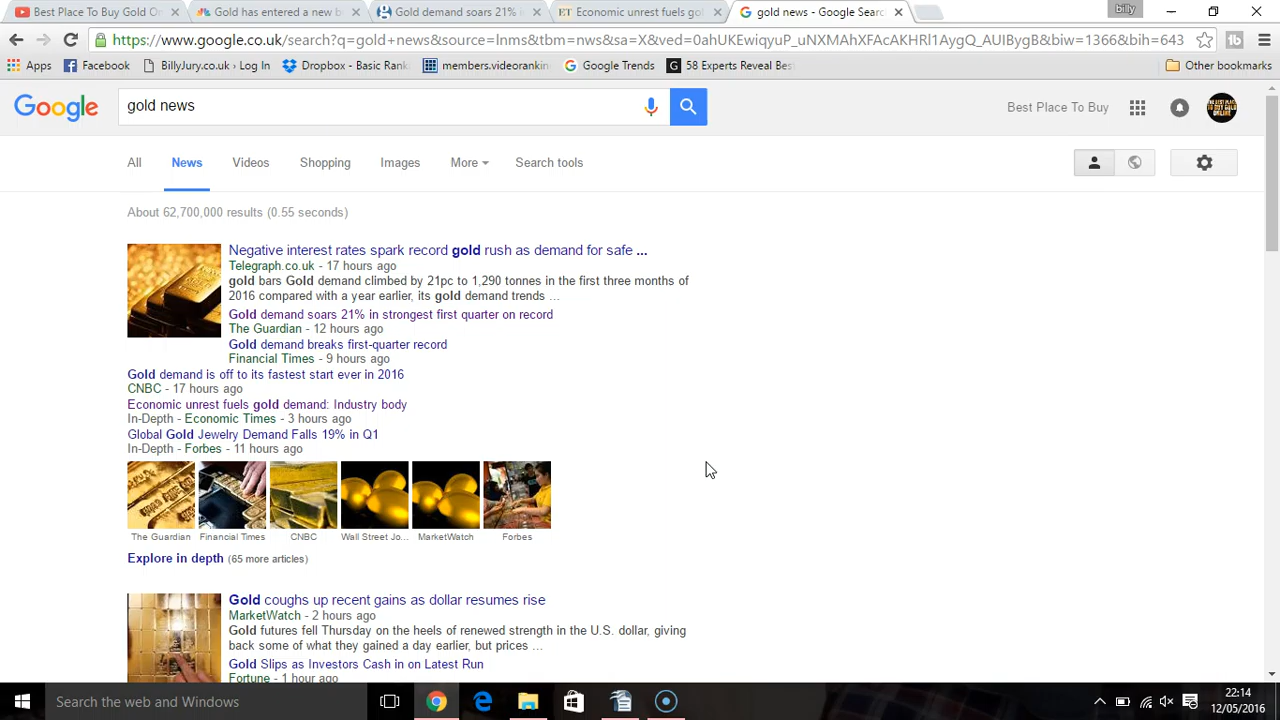 Best Place To Buy Gold On
Gold has entered a new b
Gold demand soars 21% i
ET Economic unrest fuels gol
gold news - Google Searc
billy
https://www.google.co.uk/search?q=gold+news&source=lnms&tbm=nws&sa=X&ved=0ahUKEwiqyuP_uNXMAhXFAcAKHRl1AygQ_AUIBygB&biw=1366&bih=643
Apps Facebook BillyJury.co.uk › Log In Dropbox - Basic Rank members.videorankin Google Trends G 58 Experts Reveal Bes Other bookmarks
Google gold news Best Place To Buy
All News Videos Shopping Images More Search tools
About 62,700,000 results (0.55 seconds)
Negative interest rates spark record gold rush as demand for safe ...
Telegraph.co.uk - 17 hours ago
gold bars Gold demand climbed by 21pc to 1,290 tonnes in the first three months of
2016 compared with a year earlier, its gold demand trends ...
Gold demand soars 21% in strongest first quarter on record
The Guardian - 12 hours ago
Gold demand breaks first-quarter record
Financial Times - 9 hours ago
Gold demand is off to its fastest start ever in 2016
CNBC - 17 hours ago
Economic unrest fuels gold demand: Industry body
In-Depth - Economic Times - 3 hours ago
Global Gold Jewelry Demand Falls 19% in Q1
In-Depth - Forbes - 11 hours ago
The Guardian Financial Times CNBC Wall Street Jo... MarketWatch Forbes
Explore in depth (65 more articles)
Gold coughs up recent gains as dollar resumes rise
MarketWatch - 2 hours ago
Gold futures fell Thursday on the heels of renewed strength in the U.S. dollar, giving
back some of what they gained a day earlier, but prices ...
Gold Slips as Investors Cash in on Latest Run
Fortune - 1 hour ago
Search the web and Windows
22:14
12/05/2016